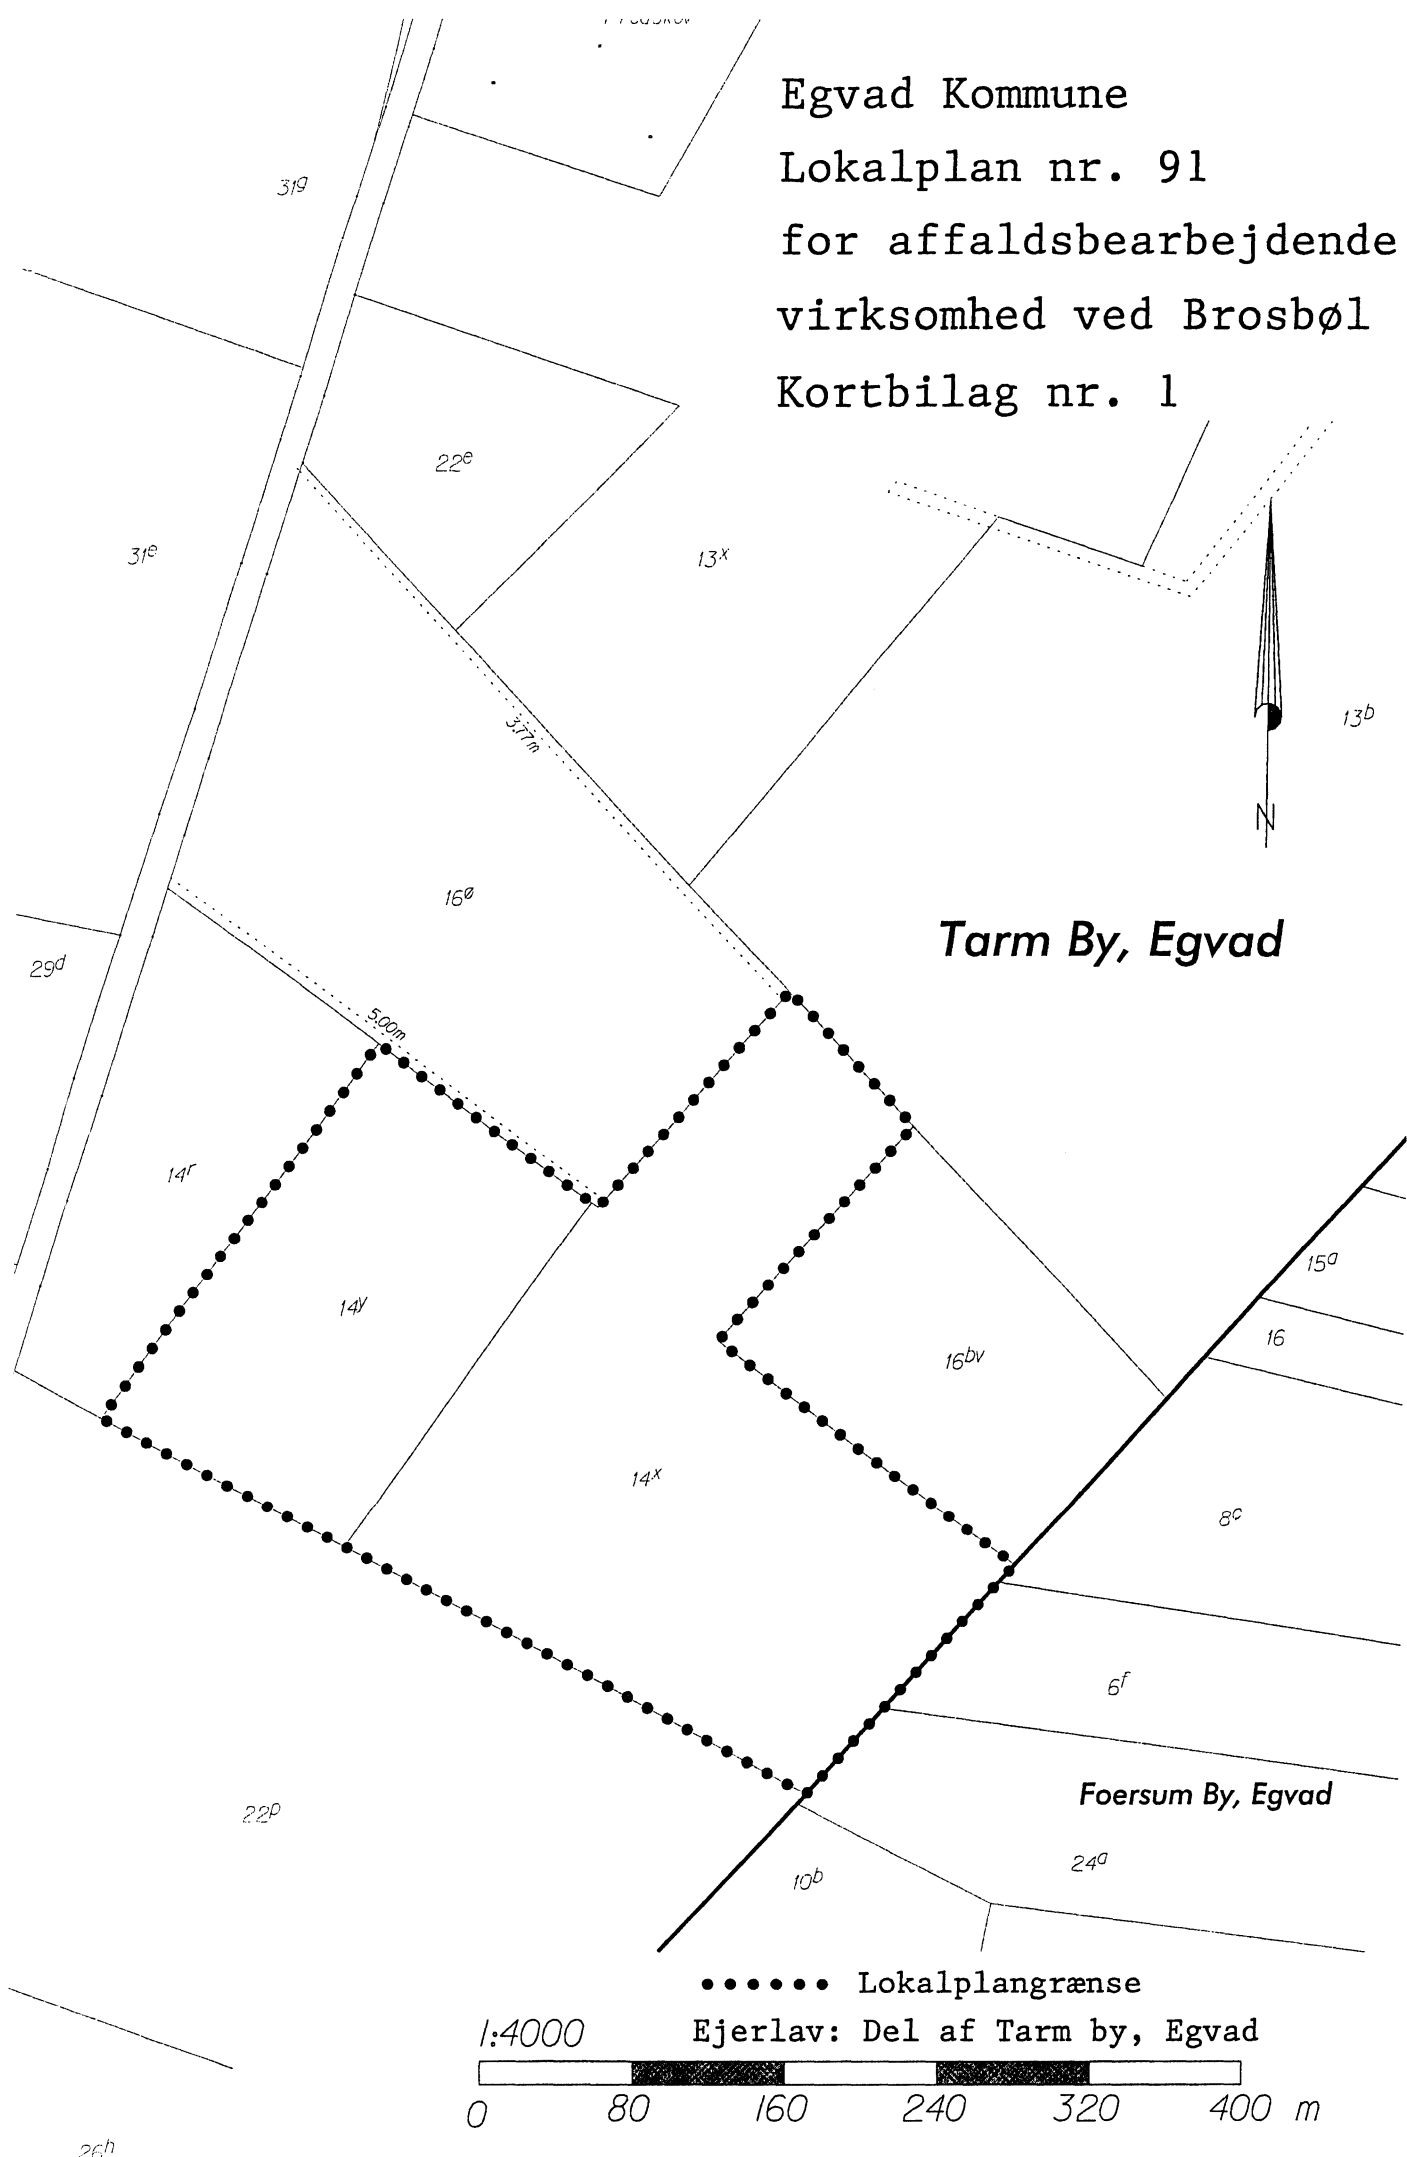 Egvad Kommune
Lokalplan nr. 91
for affaldsbearbejdende
virksomhed ved Brosbøl
Kortbilag nr. 1
31g
22e
31e
13x
13b
3.77m
N
16ø
Tarm By, Egvad
29d
5.00m
14r
15a
14y
16
16bv
14x
8c
6f
Foersum By, Egvad
22p
24a
10b
Lokalplangrænse
1:4000
Ejerlav: Del af Tarm by, Egvad
0 80 160 240 320 400 m
26h